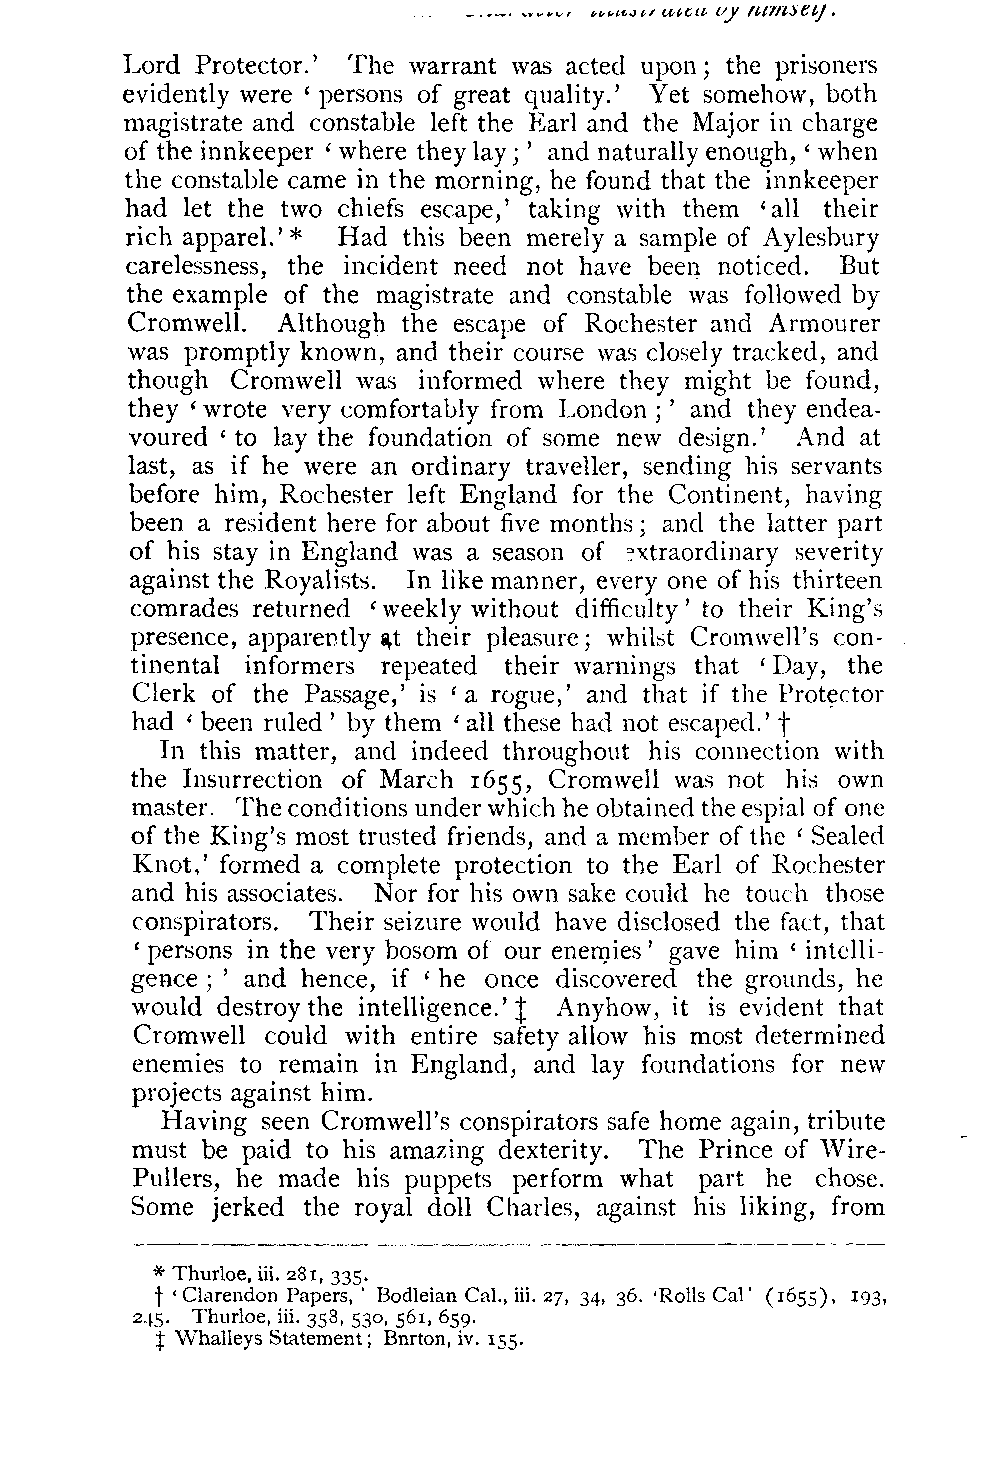 illustrated by himself.
Lord Protector.' The warrant was acted upon; the prisoners
evidently were ‘ persons of great quality.' Yet somehow, both
magistrate and constable left the Earl and the Major in charge
of the innkeeper ‘ where they lay ; ' and naturally enough, ‘ when
the constable came in the morning, he found that the innkeeper
had let the two chiefs escape,' taking with them ‘ all their
rich apparel.' * Had this been merely a sample of Aylesbury
carelessness, the incident need not have been noticed. But
the example of the magistrate and constable was followed by
Cromwell. Although the escape of Rochester and Armourer
was promptly known, and their course was closely tracked, and
though Cromwell was informed where they might be found,
they ‘ wrote very comfortably from London ; ' and they endea-
voured ‘ to lay the foundation of some new design.' And at
last, as if he were an ordinary traveller, sending his servants
before him, Rochester left England for the Continent, having
been a resident here for about five months ; and the latter part
of his stay in England was a season of extraordinary severity
against the Royalists. In like manner, every one of his thirteen
comrades returned ‘ weekly without difficulty ' to their King's
presence, apparently at their pleasure ; whilst Cromwell's con-
tinental informers repeated their warnings that ‘ Day, the
Clerk of the Passage,' is ‘ a rogue,' and that if the Protector
had ‘ been ruled ' by them ‘ all these had not escaped.' †
In this matter, and indeed throughout his connection with
the Insurrection of March 1655, Cromwell was not his own
master. The conditions under which he obtained the espial of one
of the King's most trusted friends, and a member of the ‘ Sealed
Knot,' formed a complete protection to the Earl of Rochester
and his associates. Nor for his own sake could he touch those
conspirators. Their seizure would have disclosed the fact, that
‘ persons in the very bosom of our enemies ' gave him ‘ intelli-
gence ; ' and hence, if ‘ he once discovered the grounds, he
would destroy the intelligence.' ‡ Anyhow, it is evident that
Cromwell could with entire safety allow his most determined
enemies to remain in England, and lay foundations for new
projects against him.
Having seen Cromwell's conspirators safe home again, tribute
must be paid to his amazing dexterity. The Prince of Wire-
Pullers, he made his puppets perform what part he chose.
Some jerked the royal doll Charles, against his liking, from
* Thurloe, iii. 281, 335.
† ‘ Clarendon Papers, ' Bodleian Cal., iii. 27, 34, 36. ‘Rolls Cal' (1655), 193,
245. Thurloe, iii. 358, 530, 561, 659.
‡ Whalleys Statement ; Bnrton, iv. 155.